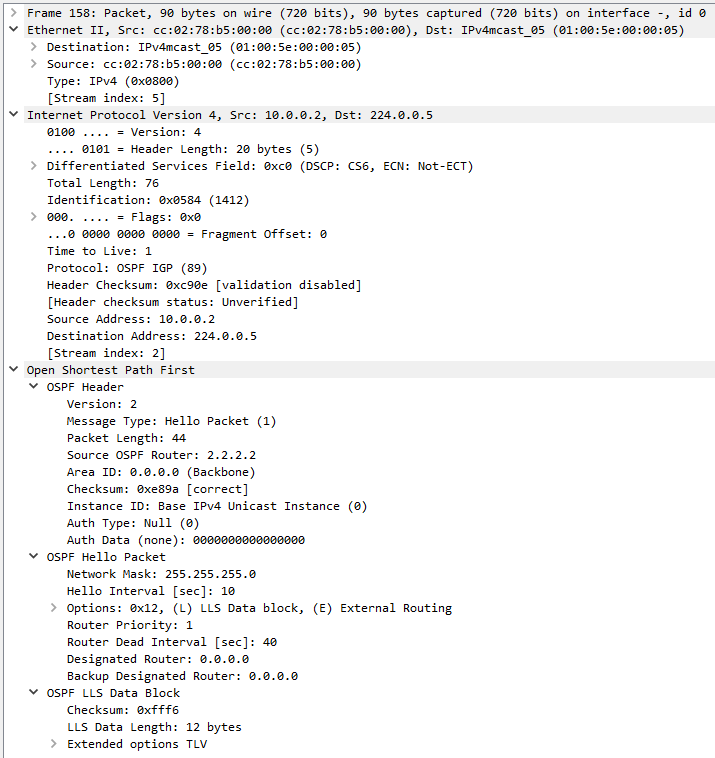 Frame 158: Packet, 90 bytes on wire (720 bits), 90 bytes captured (720 bits) on interface -, id 0
Ethernet II, Src: cc:02:78:b5:00:00 (cc:02:78:b5:00:00), Dst: IPv4mcast_05 (01:00:5e:00:00:05)
Destination: IPv4mcast_05 (01:00:5e:00:00:05)
Source: cc:02:78:b5:00:00 (cc:02:78:b5:00:00)
Type: IPv4 (0x0800)
[Stream index: 5]
Internet Protocol Version 4, Src: 10.0.0.2, Dst: 224.0.0.5
0100 .... = Version: 4
.... 0101 = Header Length: 20 bytes (5)
Differentiated Services Field: 0xc0 (DSCP: CS6, ECN: Not-ECT)
Total Length: 76
Identification: 0x0584 (1412)
000. .... = Flags: 0x0
...0 0000 0000 0000 = Fragment Offset: 0
Time to Live: 1
Protocol: OSPF IGP (89)
Header Checksum: 0xc90e [validation disabled]
[Header checksum status: Unverified]
Source Address: 10.0.0.2
Destination Address: 224.0.0.5
[Stream index: 2]
Open Shortest Path First
OSPF Header
Version: 2
Message Type: Hello Packet (1)
Packet Length: 44
Source OSPF Router: 2.2.2.2
Area ID: 0.0.0.0 (Backbone)
Checksum: 0xe89a [correct]
Instance ID: Base IPv4 Unicast Instance (0)
Auth Type: Null (0)
Auth Data (none): 0000000000000000
OSPF Hello Packet
Network Mask: 255.255.255.0
Hello Interval [sec]: 10
Options: 0x12, (L) LLS Data block, (E) External Routing
Router Priority: 1
Router Dead Interval [sec]: 40
Designated Router: 0.0.0.0
Backup Designated Router: 0.0.0.0
OSPF LLS Data Block
Checksum: 0xfff6
LLS Data Length: 12 bytes
Extended options TLV